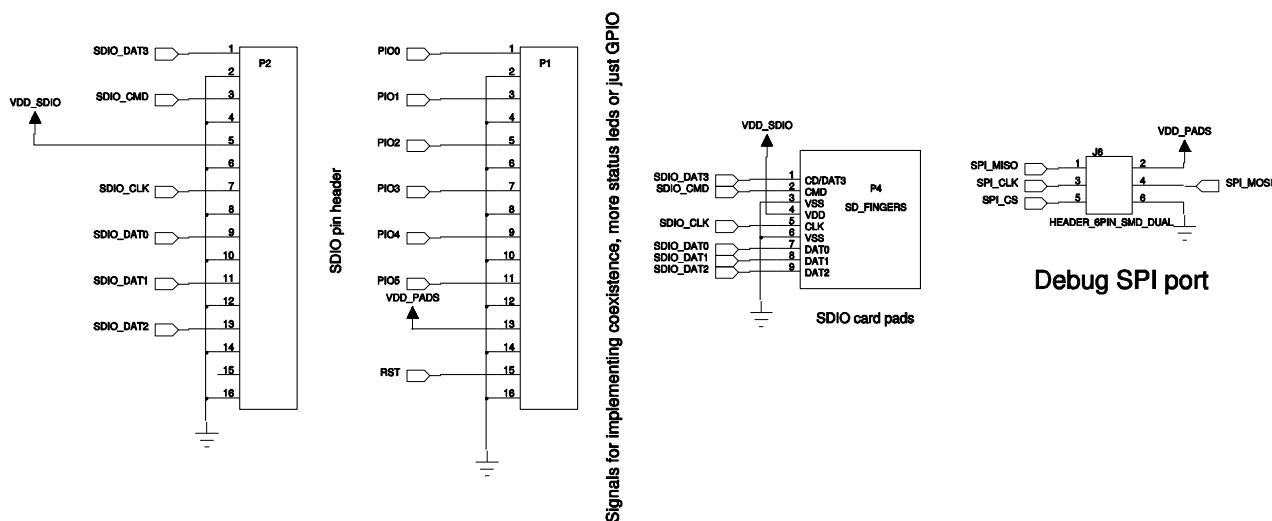 SDIO_DAT3 1 P2
2
SDIO_CMD 3
VDD_SDIO
4
5
6
SDIO_CLK 7
8
SDIO_DAT0 9
10
SDIO_DAT1 11
12
SDIO_DAT2 13
14
15
16
SDIO pin header
PIO0 1 P1
2
PIO1 3
4
PIO2 5
6
PIO3 7
8
PIO4 9
10
PIO5 11
VDD_PADS 12
13
14
RST 15
16
Signals for implementing coexistence, more status leds or just GPIO
VDD_SDIO
P4
SD_FINGERS
SDIO_DAT3 1 CD/DAT3
SDIO_CMD 2 CMD
3 VSS
4 VDD
SDIO_CLK 5 CLK
6 VSS
SDIO_DAT0 7 DAT0
SDIO_DAT1 8 DAT1
SDIO_DAT2 9 DAT2
SDIO card pads
VDD_PADS
J6
SPI_MISO 1 2
SPI_CLK 3 4 SPI_MOSI
SPI_CS 5 6
HEADER_6PIN_SMD_DUAL
Debug SPI port